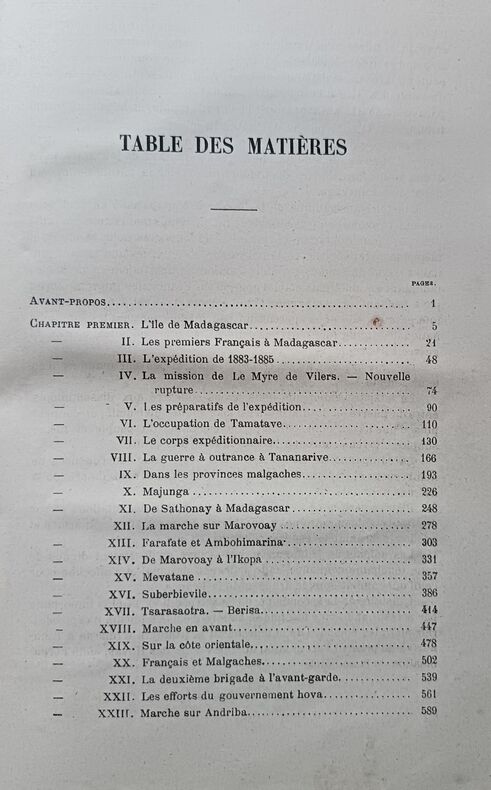 TABLE DES MATIÈRES
PAGES.
AVANT-PROPOS 1
CHAPITRE PREMIER. L'île de Madagascar 5
— II. Les premiers Français à Madagascar 21
— III. L'expédition de 1883-1885 48
— IV. La mission de Le Myre de Vilers. — Nouvelle
rupture 74
— V. Les préparatifs de l'expédition 90
— VI. L'occupation de Tamatave 110
— VII. Le corps expéditionnaire 130
— VIII. La guerre à outrance à Tananarive 166
— IX. Dans les provinces malgaches 193
— X. Majunga 226
— XI. De Sathonay à Madagascar 248
— XII. La marche sur Marovoay 278
— XIII. Farafate et Ambohimarina 303
— XIV. De Marovoay à l'Ikopa 331
— XV. Mevatane 357
— XVI. Suberbieville 386
— XVII. Tsarasaotra. — Berisa 414
— XVIII. Marche en avant 447
— XIX. Sur la côte orientale 478
— XX. Français et Malgaches 502
— XXI. La deuxième brigade à l'avant-garde 539
— XXII. Les efforts du gouvernement hova 561
— XXIII. Marche sur Andriba 589